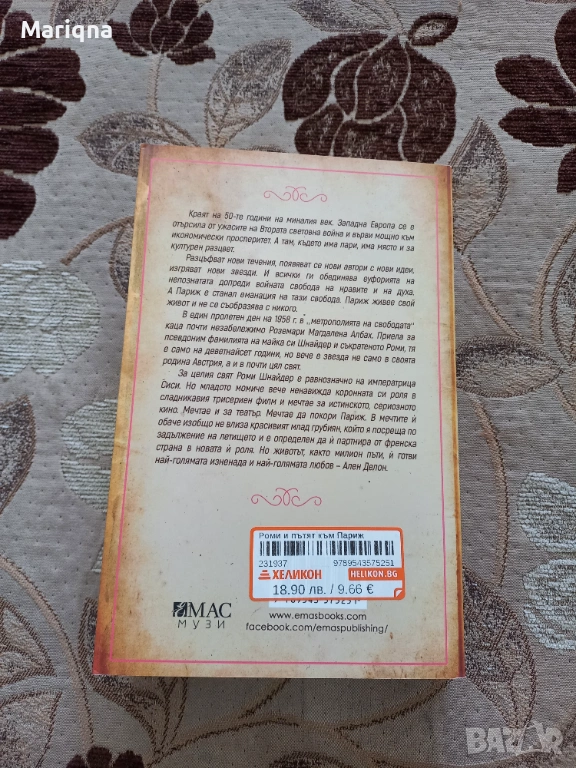 Mariqna
Краят на 50-те години на миналия век. Западна Европа се е
отърсила от ужасите на Втората световна война и върви мощно към
икономически просперитет. А там, където има пари, има място и за
културен разцвет.
Разцъфват нови течения, появяват се нови автори с нови идеи,
изгряват нови звезди. И всички ги обединява еуфорията на
непознатата допреди войната свобода на нравите и на духа.
А Париж е станал еманация на тази свобода. Париж живее свой
живот и не се съобразява с никого.
В един пролетен ден на 1958 г. в „метрополията на свободата"
каца почти незабележимо Роземари Магдалена Албах. Приела за
псевдоним фамилията на майка си Шнайдер и съкратеното Роми, тя
е само на деветнайсет години, но вече е звезда не само в своята
родина Австрия, а и в почти цял свят.
За целия свят Роми Шнайдер е равнозначно на императрица
Сиси. Но младото момиче вече ненавижда коронната си роля в
сладникавия трисериен филм и мечтае за истинското, сериозното
кино. Мечтае и за театър. Мечтае да покори Париж. В мечтите ѝ
обаче изобщо не влиза красивият млад грубиян, който я посреща по
задължение на летището и е определен да ѝ партнира от френска
страна в новата ѝ роля. Но животът, както милион пъти, ѝ готви
най-голямата изненада и най-голямата любов – Ален Делон.
Роми и пътят към Париж
231937 9789543575251
ХЕЛИКОН HELIKON.BG
18.90 лв. / 9.66 €
ЕМАС
МУЗИ
www.emasbooks.com
facebook.com/emaspublishing/
BAZAR